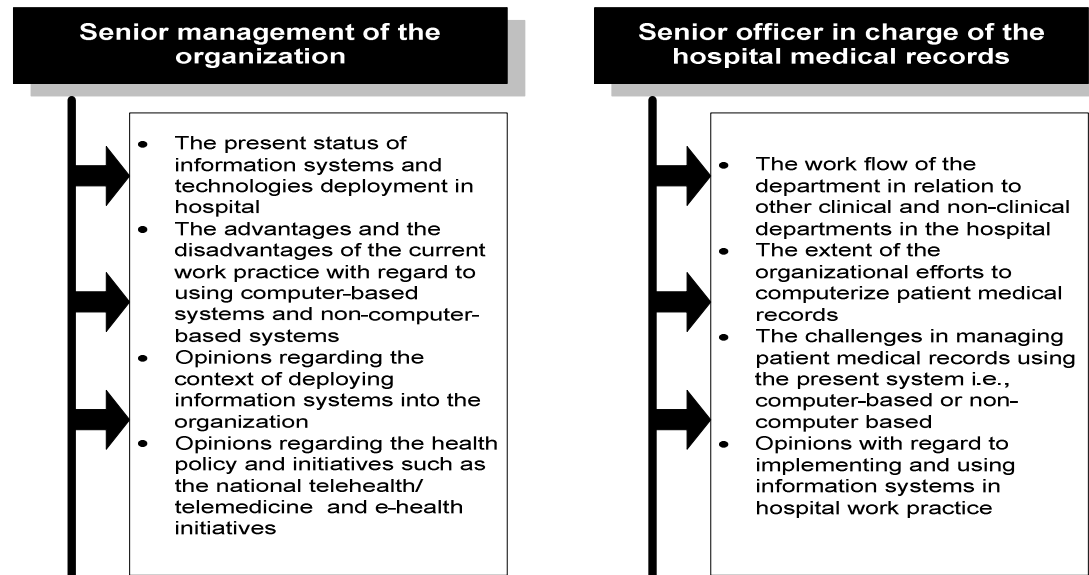 Senior management of the
organization
• The present status of
information systems and
technologies deployment in
hospital
• The advantages and the
disadvantages of the current
work practice with regard to
using computer-based
systems and non-computer-
based systems
• Opinions regarding the
context of deploying
information systems into the
organization
• Opinions regarding the health
policy and initiatives such as
the national telehealth/
telemedicine and e-health
initiatives
Senior officer in charge of the
hospital medical records
• The work flow of the
department in relation to
other clinical and non-clinical
departments in the hospital
• The extent of the
organizational efforts to
computerize patient medical
records
• The challenges in managing
patient medical records using
the present system i.e.,
computer-based or non-
computer based
• Opinions with regard to
implementing and using
information systems in
hospital work practice